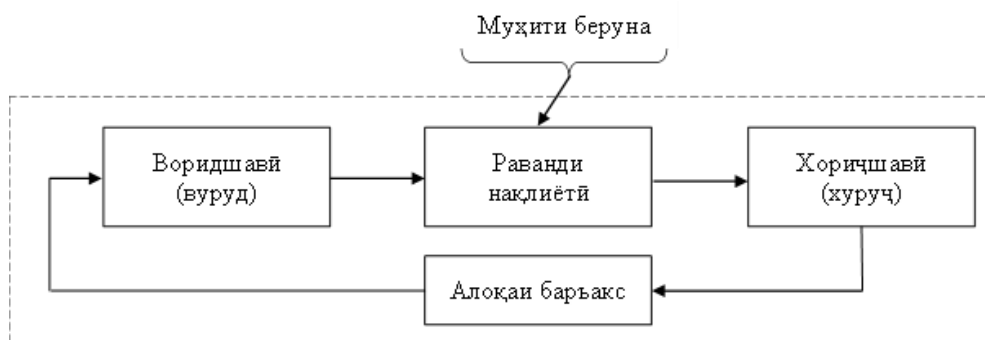 Муҳити беруна
Воридшавӣ
(вуруд)
Раванди
нақлиётӣ
Хориҷшавӣ
(хуруҷ)
Алоқаи баръакс